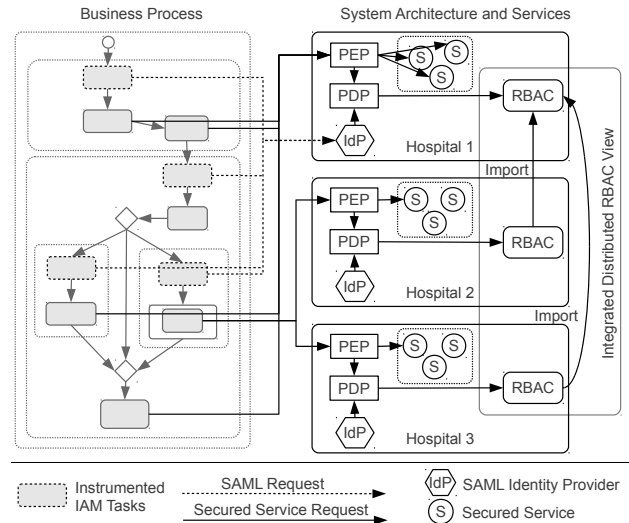 Business Process
System Architecture and Services
PEP
S
S
S
PDP
RBAC
IdP
Hospital 1
Import
PEP
S
S
S
PDP
RBAC
IdP
Hospital 2
Import
PEP
S
S
S
PDP
RBAC
IdP
Hospital 3
Integrated Distributed RBAC View
Instrumented
IAM Tasks
SAML Request
Secured Service Request
IdP
SAML Identity Provider
S
Secured Service